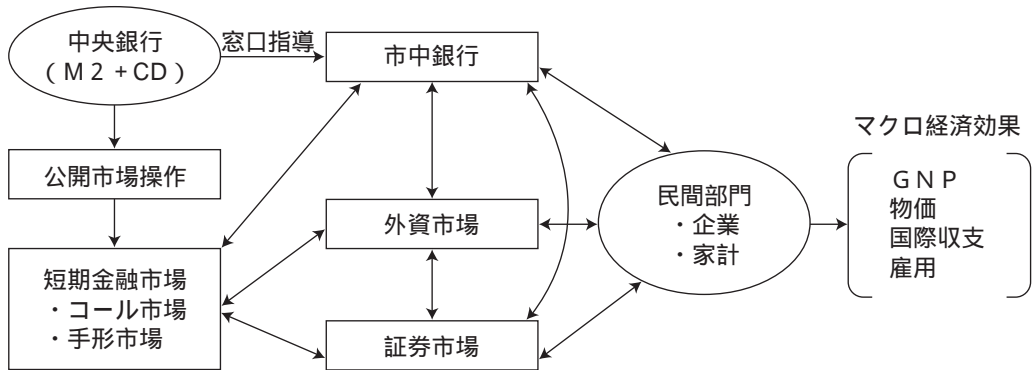 中央銀行
(M2+CD)
窓口指導
市中銀行
公開市場操作
短期金融市場
・コール市場
・手形市場
外資市場
証券市場
民間部門
・企業
・家計
マクロ経済効果
GNP
物価
国際収支
雇用